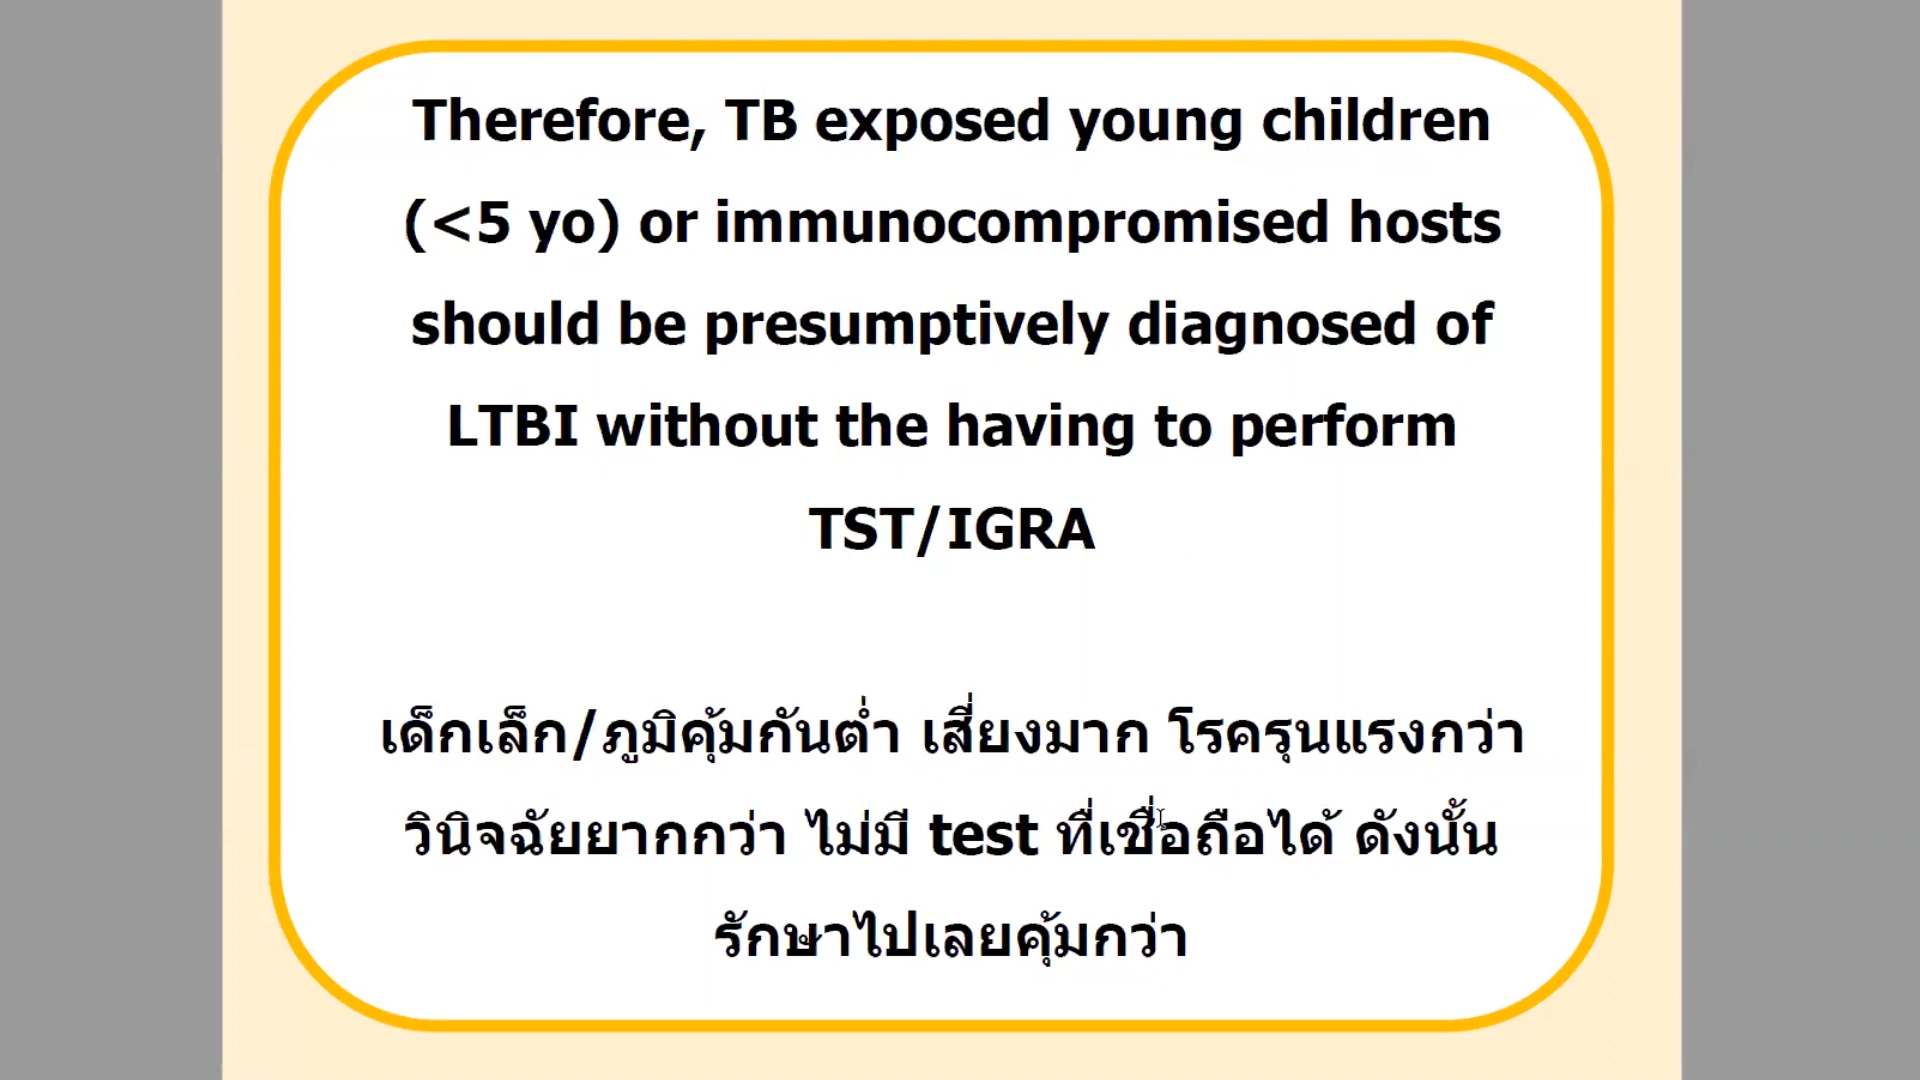 Therefore, TB exposed young children
(<5 yo) or immunocompromised hosts
should be presumptively diagnosed of
LTBI without the having to perform
TST/IGRA
เด็กเล็ก/ภูมิคุ้มกันต่ำ เสี่ยงมาก โรครุนแรงกว่า
วินิจฉัยยากกว่า ไม่มี test ที่เชื่อถือได้ ดังนั้น
รักษาไปเลยคุ้มกว่า